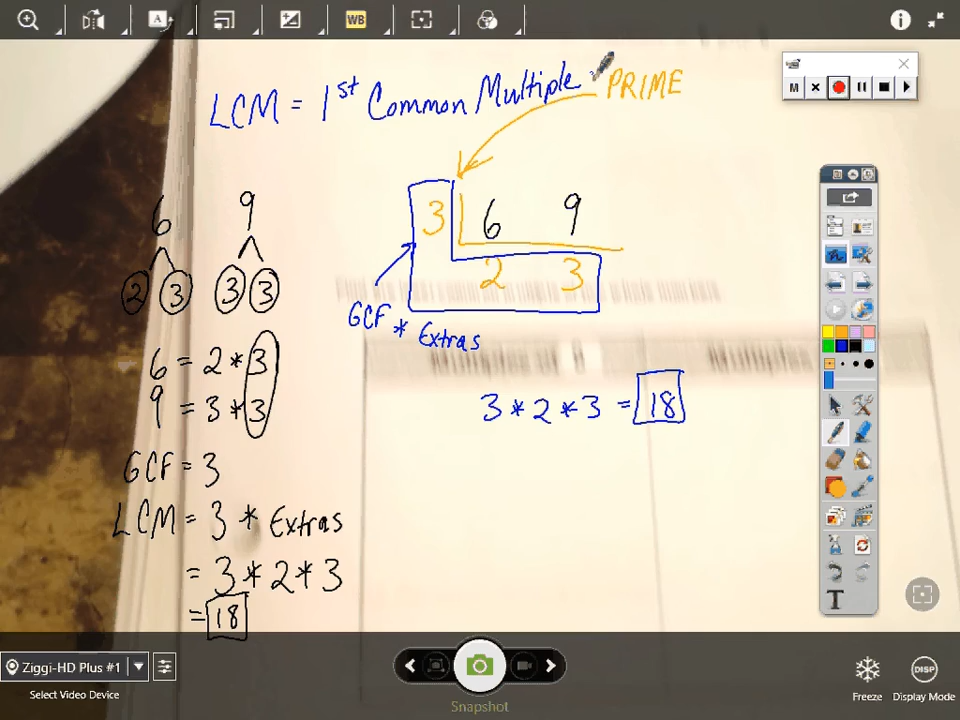 WB
LCM = 1st Common Multiple
PRIME
M
6 9
2 3 3 3
6 = 2 * 3
9 = 3 * 3
GCF = 3
LCM = 3 * Extras
= 3 * 2 * 3
= 18
3 6 9
2 3
GCF * Extras
3 * 2 * 3 = 18
T
Ziggi-HD Plus #1
Select Video Device
Snapshot
Freeze
DISP
Display Mode